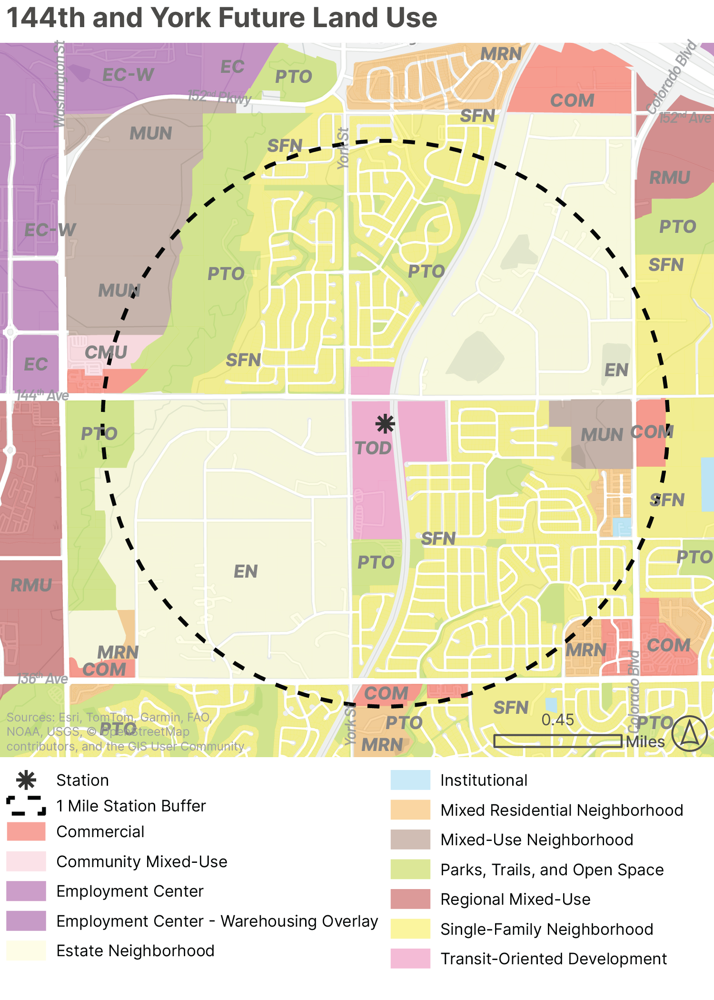 144th and York Future Land Use
Washington St
EC-W
EC
PTO
MRN
COM
Colorado Blvd
152nd Pkwy
152nd Ave
MUN
SFN
SFN
York St
RMU
EC-W
PTO
SFN
PTO
PTO
MUN
CMU
SFN
EC
EN
144th Ave
PTO
TOD
MUN
COM
SFN
SFN
PTO
PTO
EN
RMU
MRN
COM
MRN
COM
136th Ave
COM
SFN
Colorado Blvd
York St
PTO
PTO
PTO
MRN
Sources: Esri, TomTom, Garmin, FAO,
NOAA, USGS, © OpenStreetMap
contributors, and the GIS User Community
0.45
Miles
Station
1 Mile Station Buffer
Commercial
Community Mixed-Use
Employment Center
Employment Center - Warehousing Overlay
Estate Neighborhood
Institutional
Mixed Residential Neighborhood
Mixed-Use Neighborhood
Parks, Trails, and Open Space
Regional Mixed-Use
Single-Family Neighborhood
Transit-Oriented Development